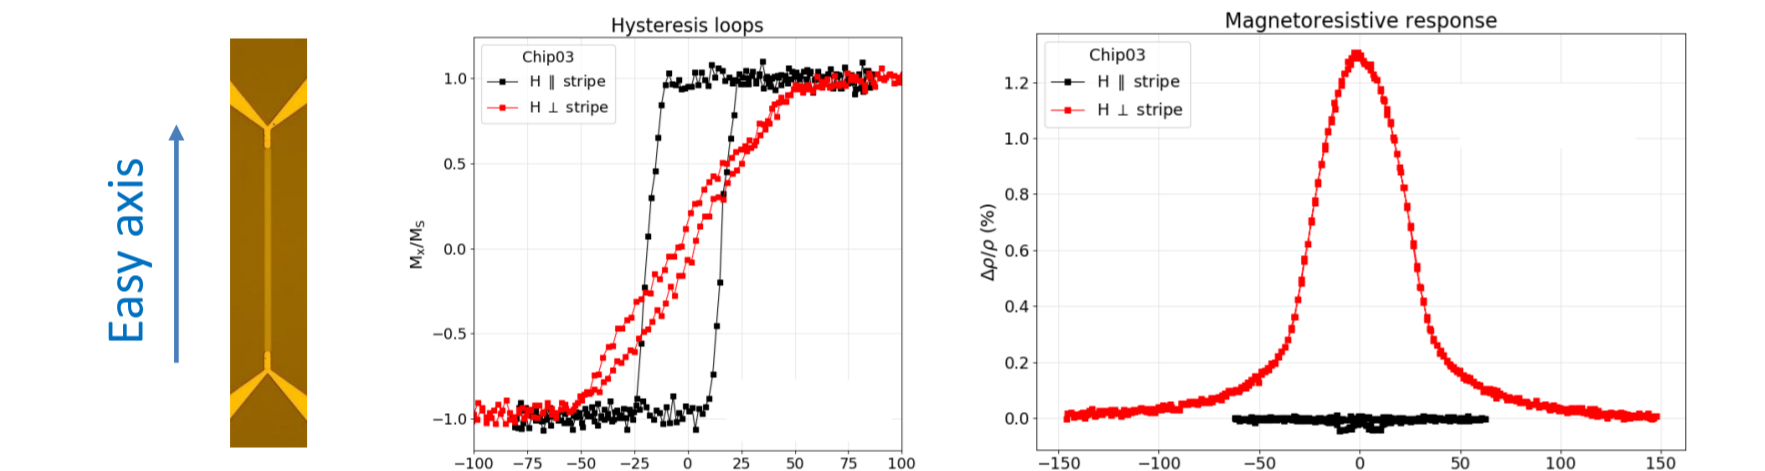 Easy axis
Hysteresis loops
Chip03
H ∥ stripe
H ⊥ stripe
Mx/MS
1.0
0.5
0.0
−0.5
−1.0
−100 −75 −50 −25 0 25 50 75 100
Magnetoresistive response
Chip03
H ∥ stripe
H ⊥ stripe
Δρ/ρ (%)
1.2
1.0
0.8
0.6
0.4
0.2
0.0
−150 −100 −50 0 50 100 150